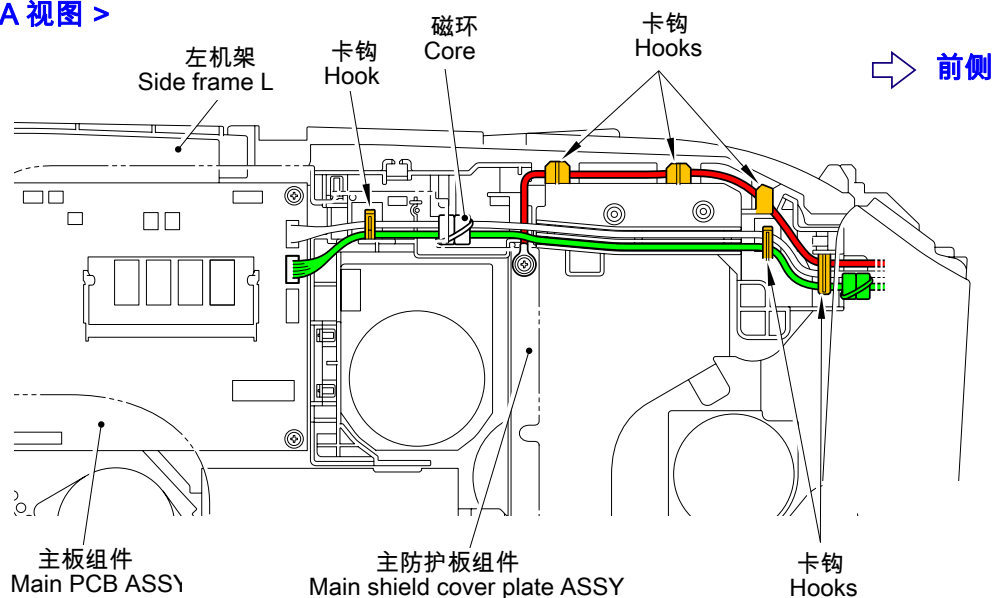 A 视图 >
左机架
Side frame L
卡钩
Hook
磁环
Core
卡钩
Hooks
前侧
主板组件
Main PCB ASSY
主防护板组件
Main shield cover plate ASSY
卡钩
Hooks